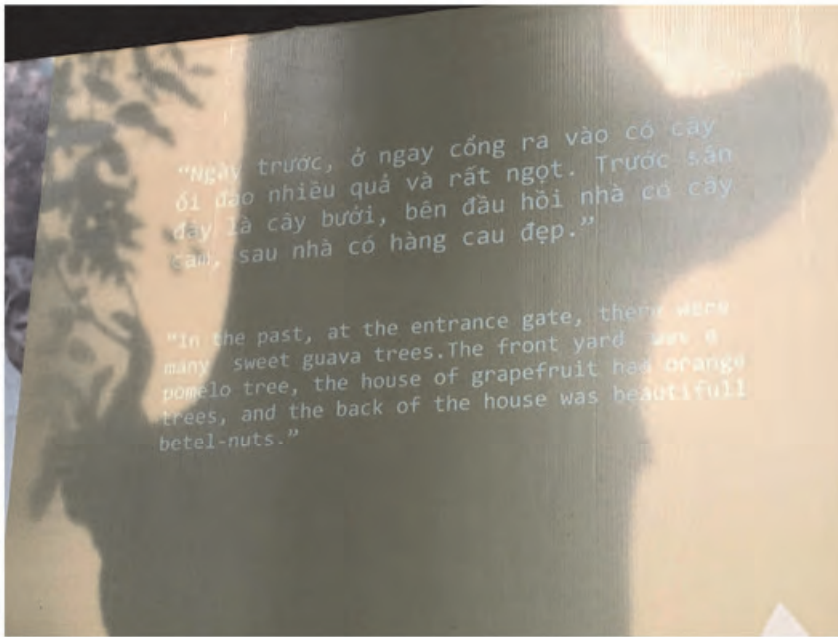 “Ngày trước, ở ngay cổng ra vào có cây
ổi đào nhiều quả và rất ngọt. Trước sân
đây là cây bưởi, bên đầu hồi nhà có cây
cam, sau nhà có hàng cau đẹp.”
"In the past, at the entrance gate, there were
many sweet guava trees.The front yard was a
pomelo tree, the house of grapefruit had orange
trees, and the back of the house was beautifull
betel-nuts.”